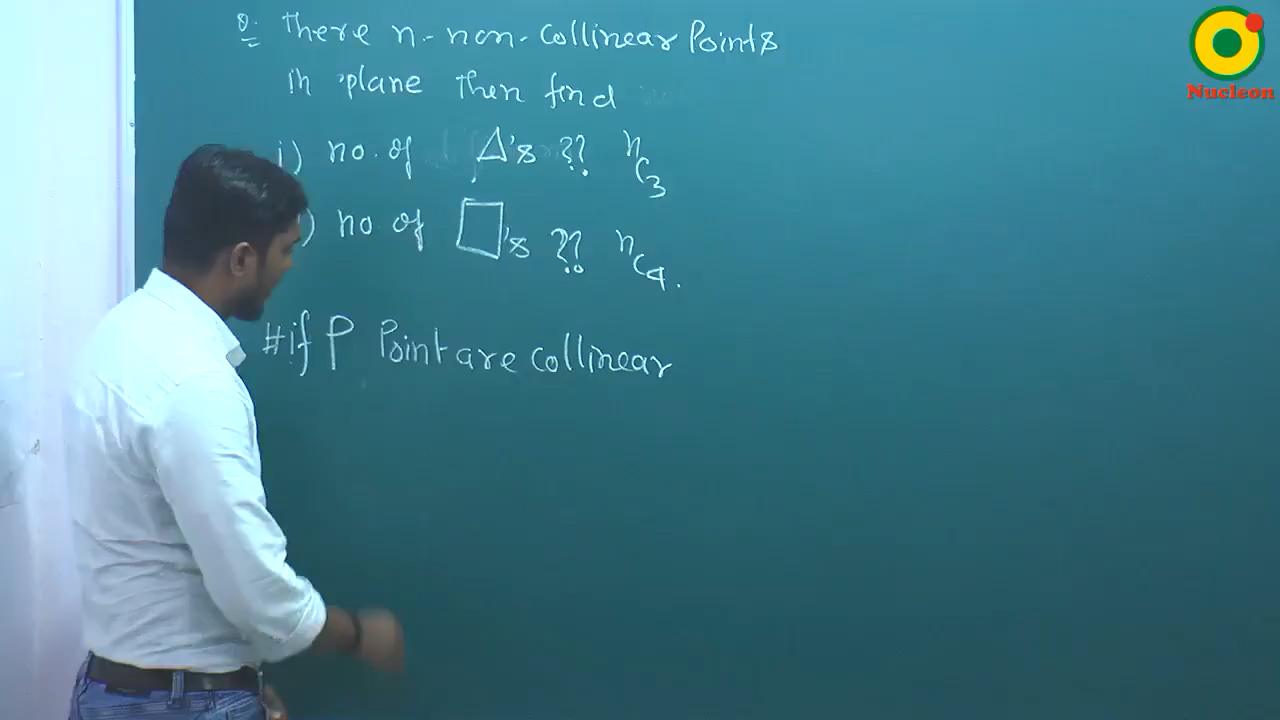 Q. There n-non-collinear Points
in plane then find
i) no. of Δ's ?? nC3
) no. of □'s ?? nC4.
#if P Point are collinear
Nucleon